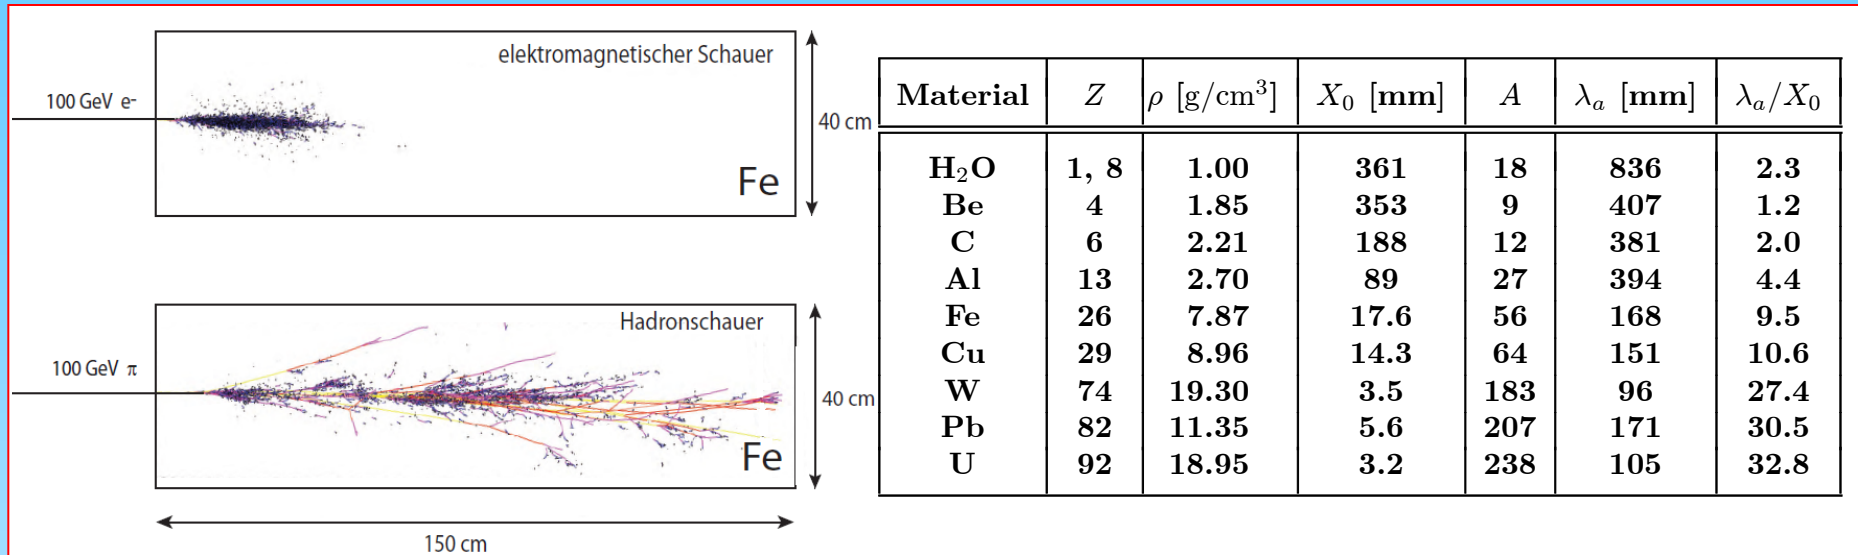 elektromagnetischer Schauer
100 GeV e-
40 cm
Fe
Hadronschauer
100 GeV π
40 cm
Fe
150 cm
Material Z ρ [g/cm³] X₀ [mm] A λₐ [mm] λₐ/X₀
H₂O 1, 8 1.00 361 18 836 2.3
Be 4 1.85 353 9 407 1.2
C 6 2.21 188 12 381 2.0
Al 13 2.70 89 27 394 4.4
Fe 26 7.87 17.6 56 168 9.5
Cu 29 8.96 14.3 64 151 10.6
W 74 19.30 3.5 183 96 27.4
Pb 82 11.35 5.6 207 171 30.5
U 92 18.95 3.2 238 105 32.8